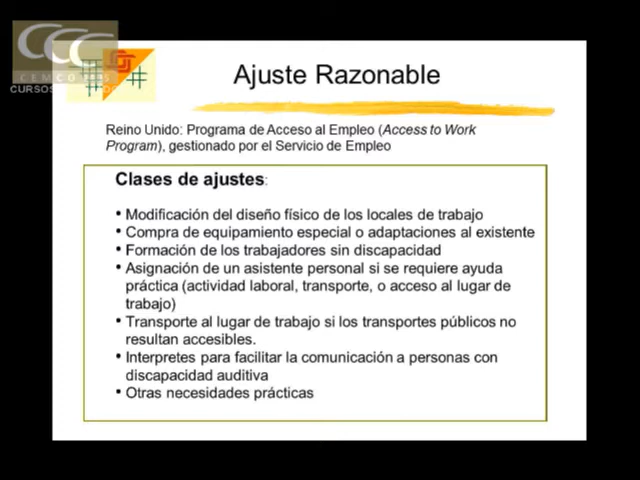 CCC
CEMCO
CURSOS
Ajuste Razonable
Reino Unido: Programa de Acceso al Empleo (Access to Work
Program), gestionado por el Servicio de Empleo
Clases de ajustes:
• Modificación del diseño físico de los locales de trabajo
• Compra de equipamiento especial o adaptaciones al existente
• Formación de los trabajadores sin discapacidad
• Asignación de un asistente personal si se requiere ayuda
práctica (actividad laboral, transporte, o acceso al lugar de
trabajo)
• Transporte al lugar de trabajo si los transportes públicos no
resultan accesibles.
• Interpretes para facilitar la comunicación a personas con
discapacidad auditiva
• Otras necesidades prácticas